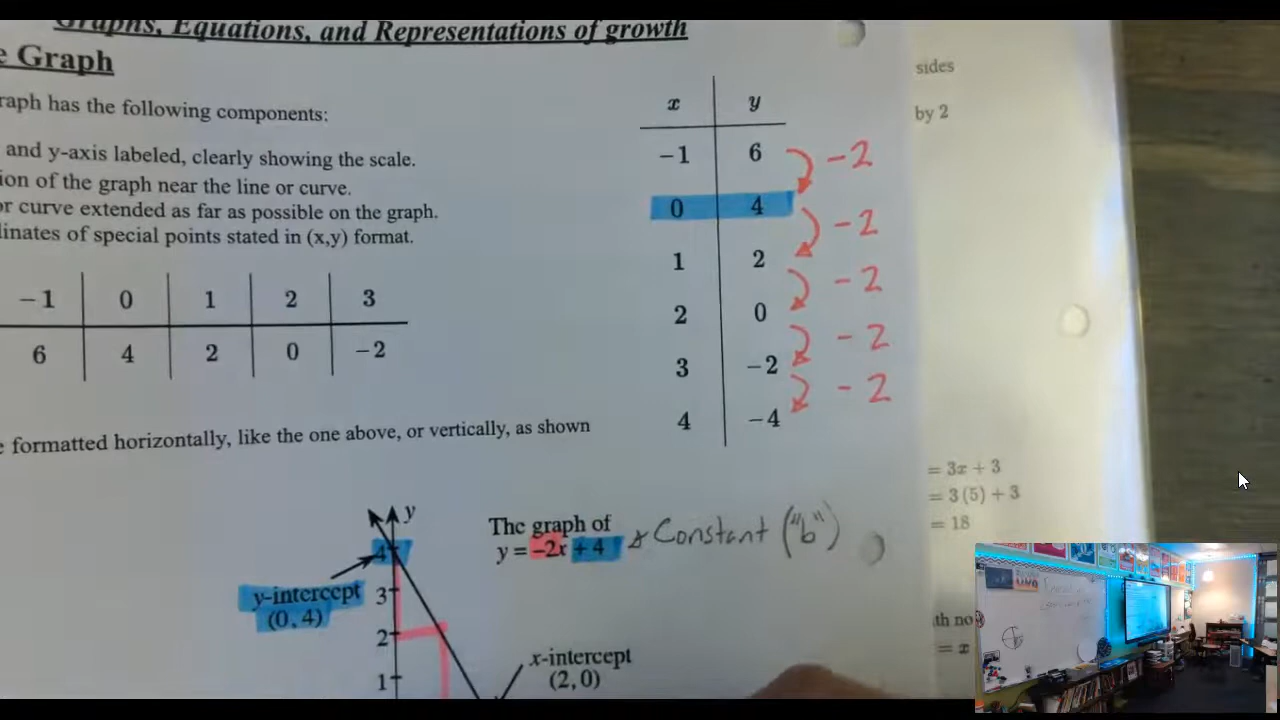 Graphs, Equations, and Representations of growth
e Graph
raph has the following components:
and y-axis labeled, clearly showing the scale.
ion of the graph near the line or curve.
or curve extended as far as possible on the graph.
linates of special points stated in (x,y) format.
−1 0 1 2 3
6 4 2 0 −2
e formatted horizontally, like the one above, or vertically, as shown
x y
−1 6 -2
0 4 -2
1 2 -2
2 0 -2
3 −2 -2
4 −4
y
4
y-intercept
(0, 4)
3
2
1
The graph of
y = −2x + 4 Constant ("b")
x-intercept
(2, 0)
sides
by 2
= 3x + 3
= 3(5) + 3
= 18
th no
= x